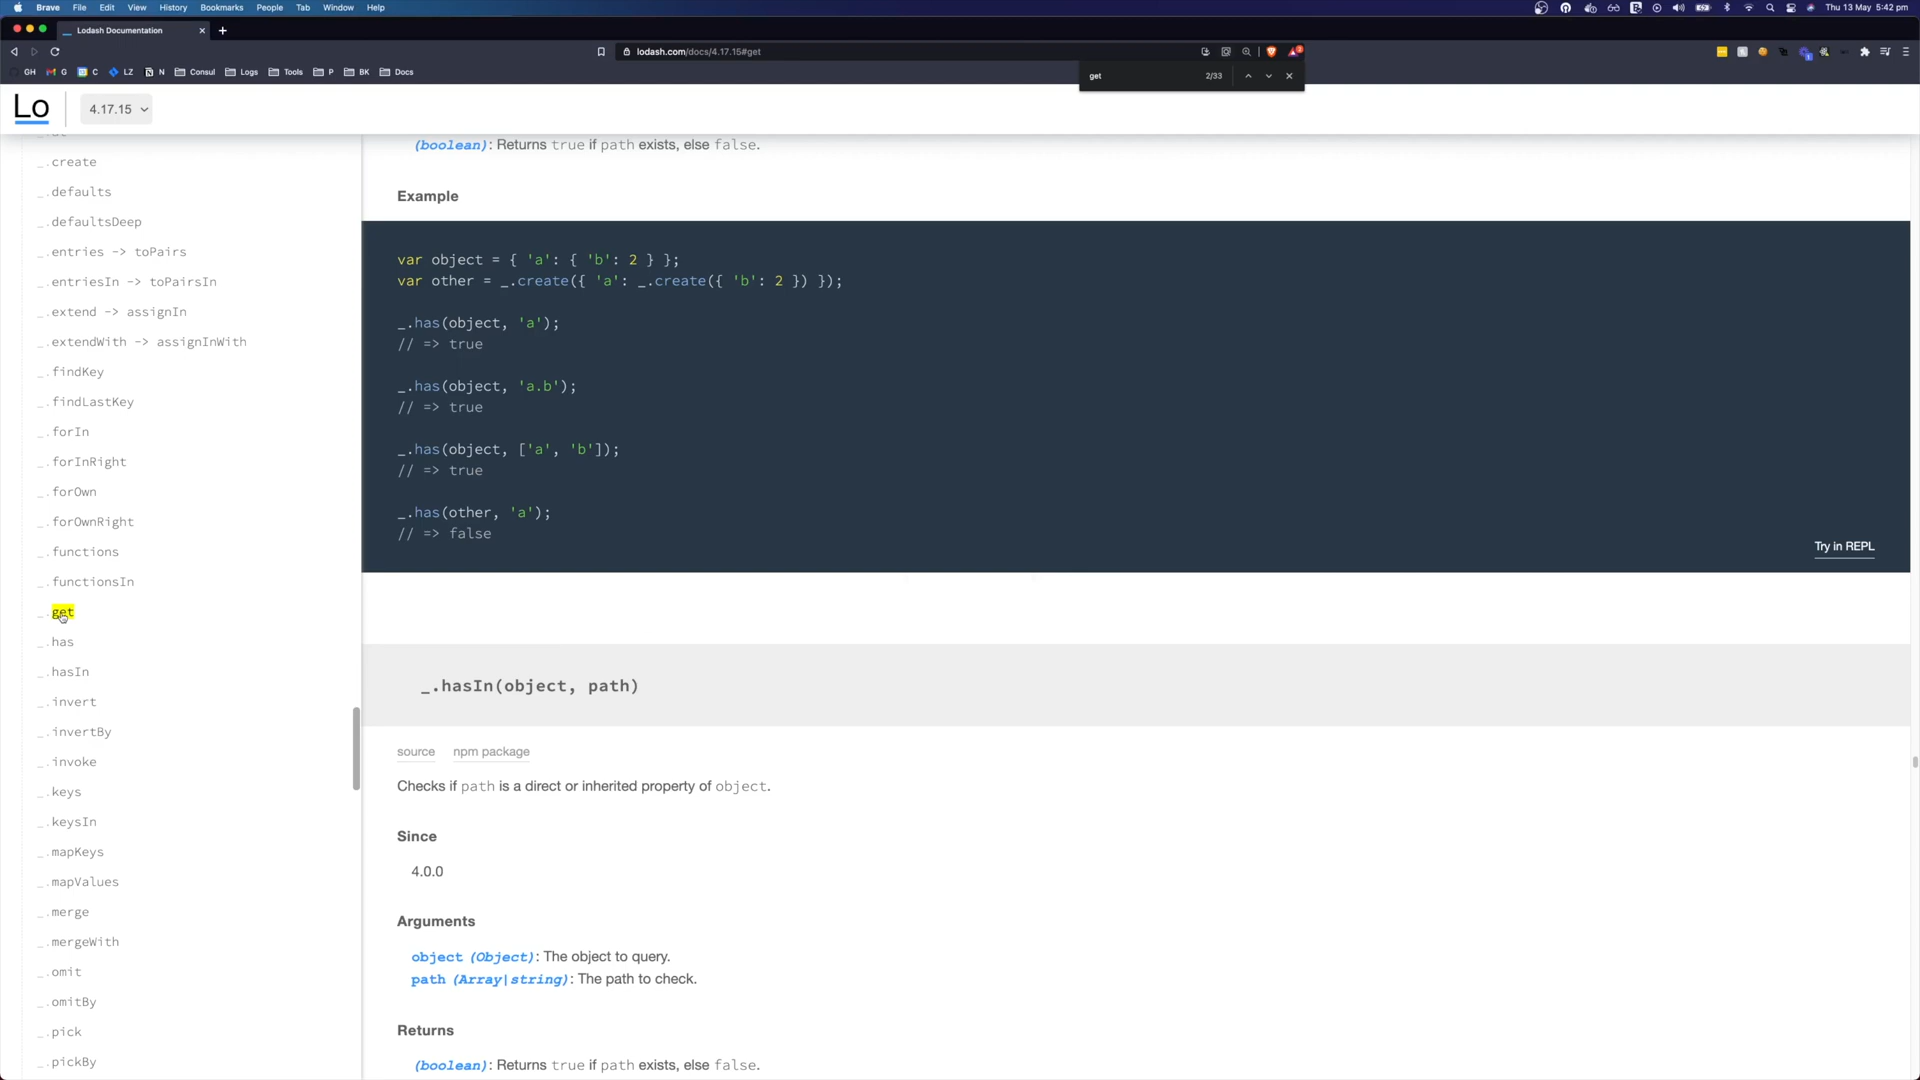 Brave File Edit View History Bookmarks People Tab Window Help Thu 13 May 5:42 pm
Lodash Documentation
lodash.com/docs/4.17.15#get
GH G C LZ N Consul Logs Tools P BK Docs
get 2/33
Lo 4.17.15
_.create
_.defaults
_.defaultsDeep
_.entries -> toPairs
_.entriesIn -> toPairsIn
_.extend -> assignIn
_.extendWith -> assignInWith
_.findKey
_.findLastKey
_.forIn
_.forInRight
_.forOwn
_.forOwnRight
_.functions
_.functionsIn
_.get
_.has
_.hasIn
_.invert
_.invertBy
_.invoke
_.keys
_.keysIn
_.mapKeys
_.mapValues
_.merge
_.mergeWith
_.omit
_.omitBy
_.pick
_.pickBy
(boolean): Returns true if path exists, else false.
Example
var object = { 'a': { 'b': 2 } };
var other = _.create({ 'a': _.create({ 'b': 2 }) });
_.has(object, 'a');
// => true
_.has(object, 'a.b');
// => true
_.has(object, ['a', 'b']);
// => true
_.has(other, 'a');
// => false
Try in REPL
_.hasIn(object, path)
source npm package
Checks if path is a direct or inherited property of object.
Since
4.0.0
Arguments
object (Object): The object to query.
path (Array|string): The path to check.
Returns
(boolean): Returns true if path exists, else false.